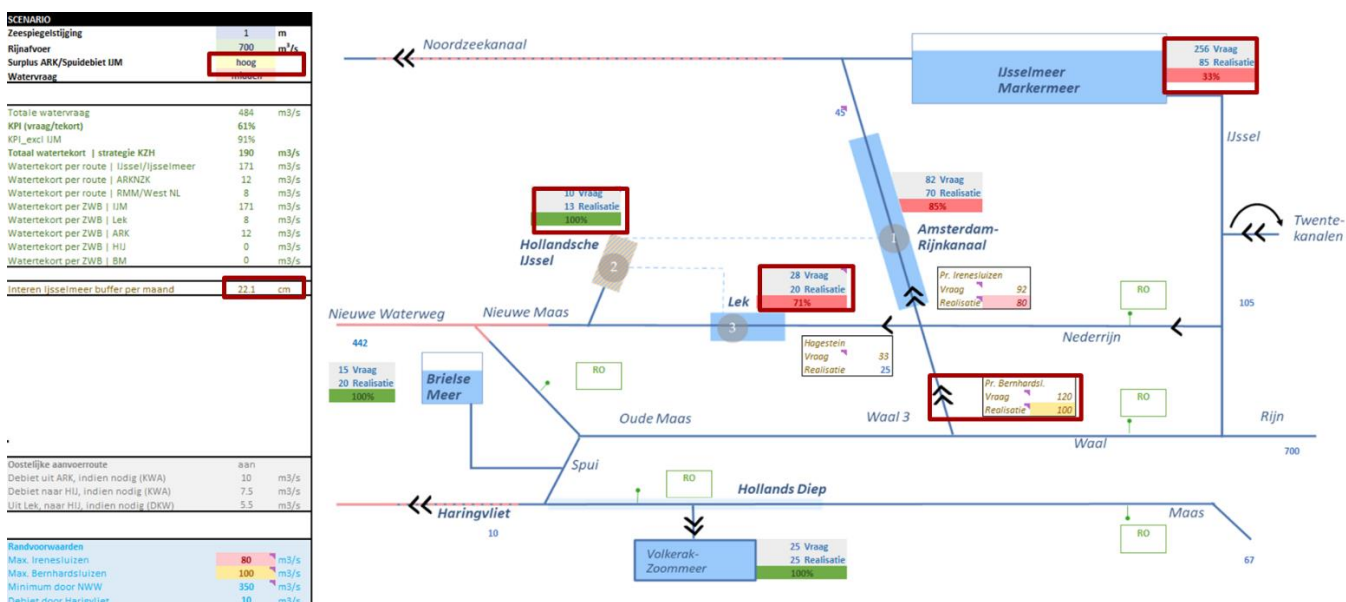 SCENARIO
Zeespiegelstijging 1 m
Rijnafvoer 700 m³/s
Surplus ARK/Spuidebiet IJM hoog
Watervraag midden
Totale watervraag 484 m3/s
KPI (vraag/tekort) 61%
KPI_excl IJM 91%
Totaal watertekort | strategie KZH 190 m3/s
Watertekort per route | IJssel/Ijsselmeer 171 m3/s
Watertekort per route | ARKNZK 12 m3/s
Watertekort per route | RMM/West NL 8 m3/s
Watertekort per ZWB | IJM 171 m3/s
Watertekort per ZWB | Lek 8 m3/s
Watertekort per ZWB | ARK 12 m3/s
Watertekort per ZWB | HIJ 0 m3/s
Watertekort per ZWB | BM 0 m3/s
Interen Ijsselmeer buffer per maand 22.1 cm
Oostelijke aanvoerroute aan
Debiet uit ARK, indien nodig (KWA) 10 m3/s
Debiet naar HIJ, indien nodig (KWA) 7.5 m3/s
Uit Lek, naar HIJ, indien nodig (DKW) 5.5 m3/s
Randvoorwaarden
Max. Irenesluizen 80 m3/s
Max. Bernhardsluizen 100 m3/s
Minimum door NWW 350 m3/s
Debiet door Haringvliet 10 m3/s
Noordzeekanaal
IJsselmeer
Markermeer
256 Vraag
85 Realisatie
33%
45
IJssel
82 Vraag
70 Realisatie
85%
Amsterdam-
Rijnkanaal
1
10 Vraag
13 Realisatie
100%
Hollandsche
IJssel
2
Twente-
kanalen
Pr. Irenesluizen
Vraag 92
Realisatie 80
28 Vraag
20 Realisatie
71%
Lek
3
RO
105
Nieuwe Waterweg
Nieuwe Maas
Nederrijn
442
Hagestein
Vraag 33
Realisatie 25
15 Vraag
20 Realisatie
100%
Brielse
Meer
RO
Pr. Bernhardsl.
Vraag 120
Realisatie 100
RO
Oude Maas
Waal 3
Waal
Rijn
700
Spui
RO
Hollands Diep
Haringvliet
10
Maas
RO
67
Volkerak-
Zoommeer
25 Vraag
25 Realisatie
100%